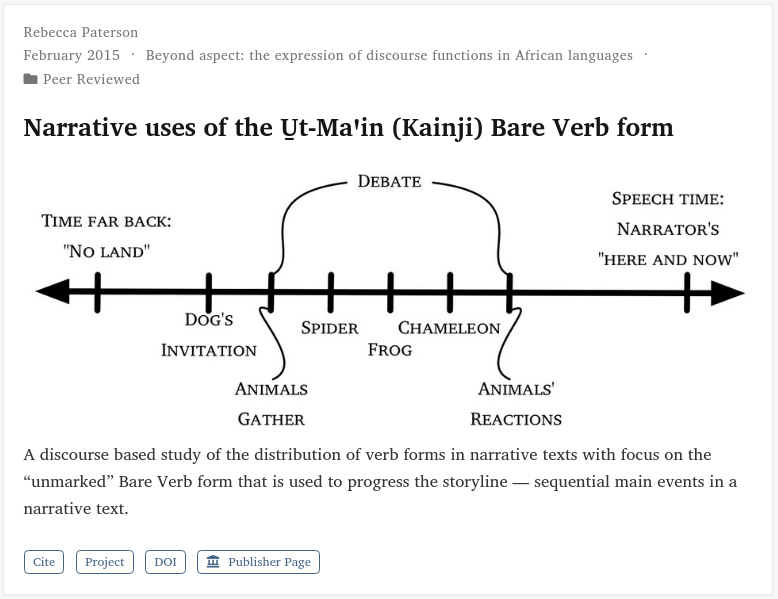 Rebecca Paterson
February 2015 · Beyond aspect: the expression of discourse functions in African languages ·
Peer Reviewed
Narrative uses of the U̱t-Ma'in (Kainji) Bare Verb form
DEBATE
TIME FAR BACK:
"NO LAND"
SPEECH TIME:
NARRATOR'S
"HERE AND NOW"
DOG'S
INVITATION
SPIDER
FROG
CHAMELEON
ANIMALS
GATHER
ANIMALS'
REACTIONS
A discourse based study of the distribution of verb forms in narrative texts with focus on the
“unmarked” Bare Verb form that is used to progress the storyline — sequential main events in a
narrative text.
Cite Project DOI Publisher Page